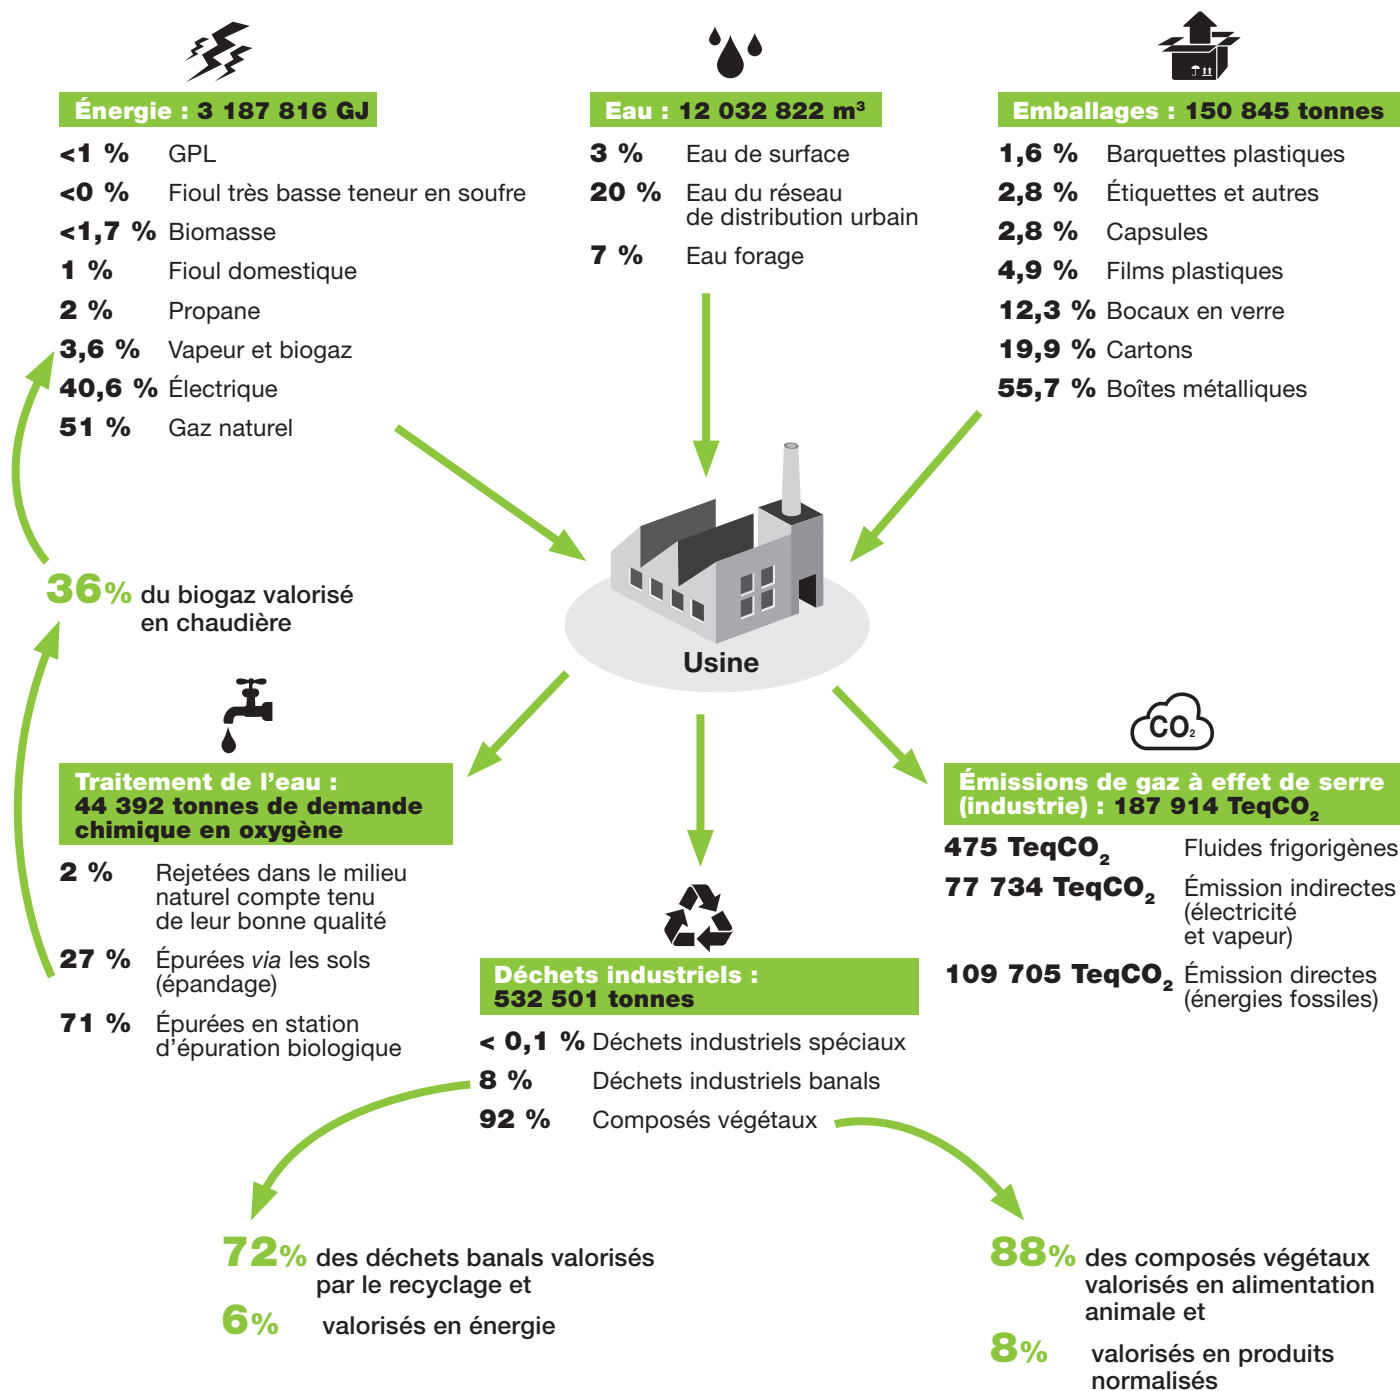 Énergie : 3 187 816 GJ
<1 % GPL
<0 % Fioul très basse teneur en soufre
<1,7 % Biomasse
1 % Fioul domestique
2 % Propane
3,6 % Vapeur et biogaz
40,6 % Électrique
51 % Gaz naturel
Eau : 12 032 822 m³
3 % Eau de surface
20 % Eau du réseau
de distribution urbain
7 % Eau forage
Emballages : 150 845 tonnes
1,6 % Barquettes plastiques
2,8 % Étiquettes et autres
2,8 % Capsules
4,9 % Films plastiques
12,3 % Bocaux en verre
19,9 % Cartons
55,7 % Boîtes métalliques
36% du biogaz valorisé
en chaudière
Usine
Traitement de l'eau :
44 392 tonnes de demande
chimique en oxygène
2 % Rejetées dans le milieu
naturel compte tenu
de leur bonne qualité
27 % Épurées via les sols
(épandage)
71 % Épurées en station
d'épuration biologique
Déchets industriels :
532 501 tonnes
< 0,1 % Déchets industriels spéciaux
8 % Déchets industriels banals
92 % Composés végétaux
CO₂
Émissions de gaz à effet de serre
(industrie) : 187 914 TeqCO₂
475 TeqCO₂ Fluides frigorigènes
77 734 TeqCO₂ Émission indirectes
(électricité
et vapeur)
109 705 TeqCO₂ Émission directes
(énergies fossiles)
72% des déchets banals valorisés
par le recyclage et
6% valorisés en énergie
88% des composés végétaux
valorisés en alimentation
animale et
8% valorisés en produits
normalisés